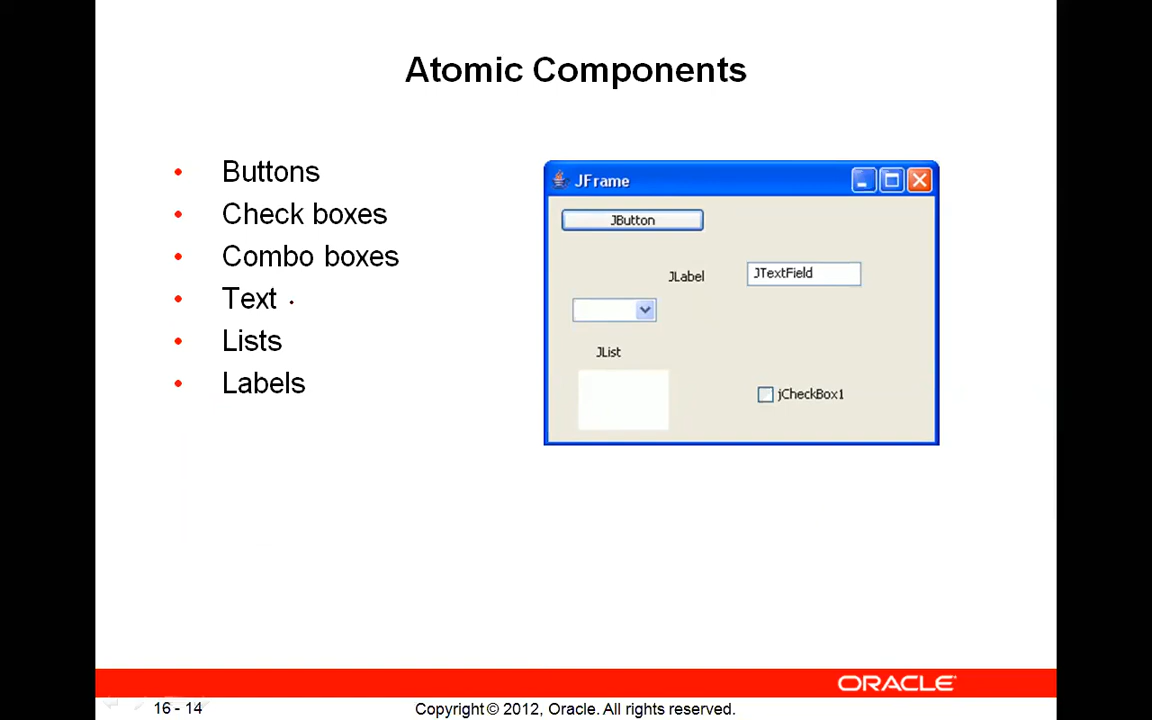 Atomic Components
• Buttons
• Check boxes
• Combo boxes
• Text
• Lists
• Labels
JFrame
JButton
JLabel
JTextField
JList
jCheckBox1
ORACLE
16 - 14
Copyright © 2012, Oracle. All rights reserved.